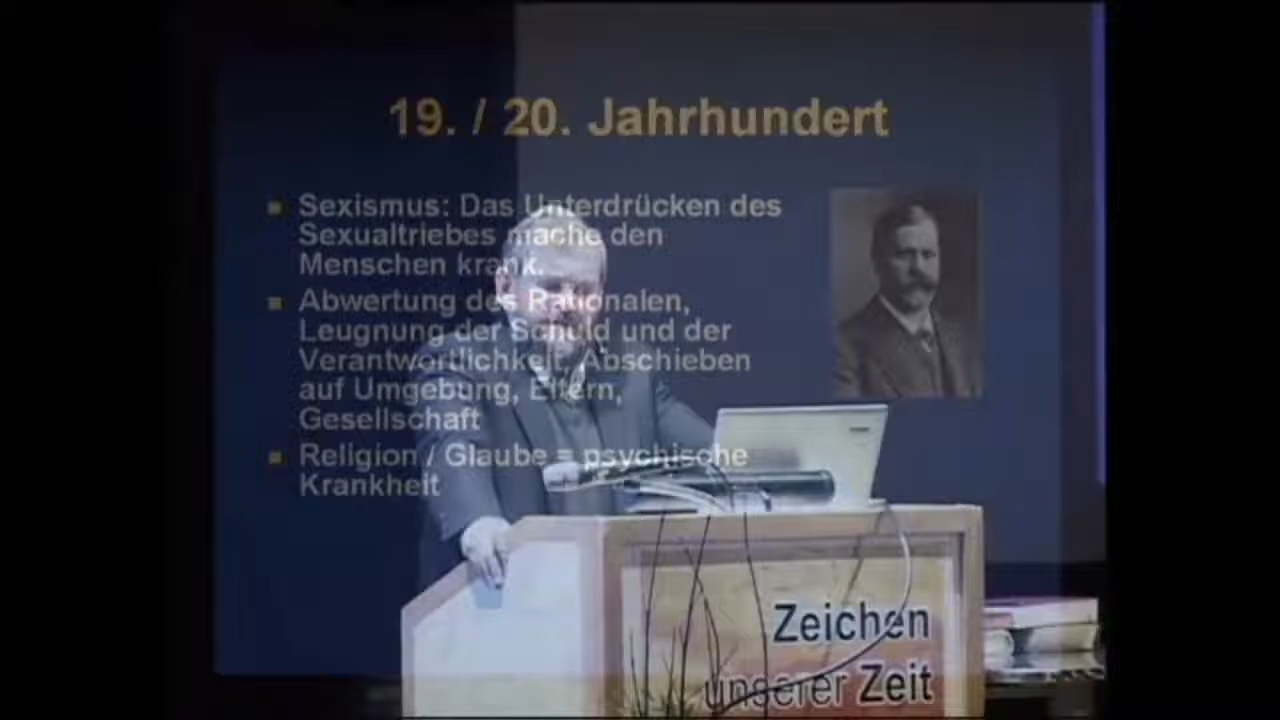 19. / 20. Jahrhundert
Sexismus: Das Unterdrücken des
Sexualtriebes mache den
Menschen krank.
Abwertung des Rationalen,
Leugnung der Schuld und der
Verantwortlichkeit, Abschieben
auf Umgebung, Eltern,
Gesellschaft
Religion / Glaube = psychische
Krankheit
Zeichen
unserer Zeit